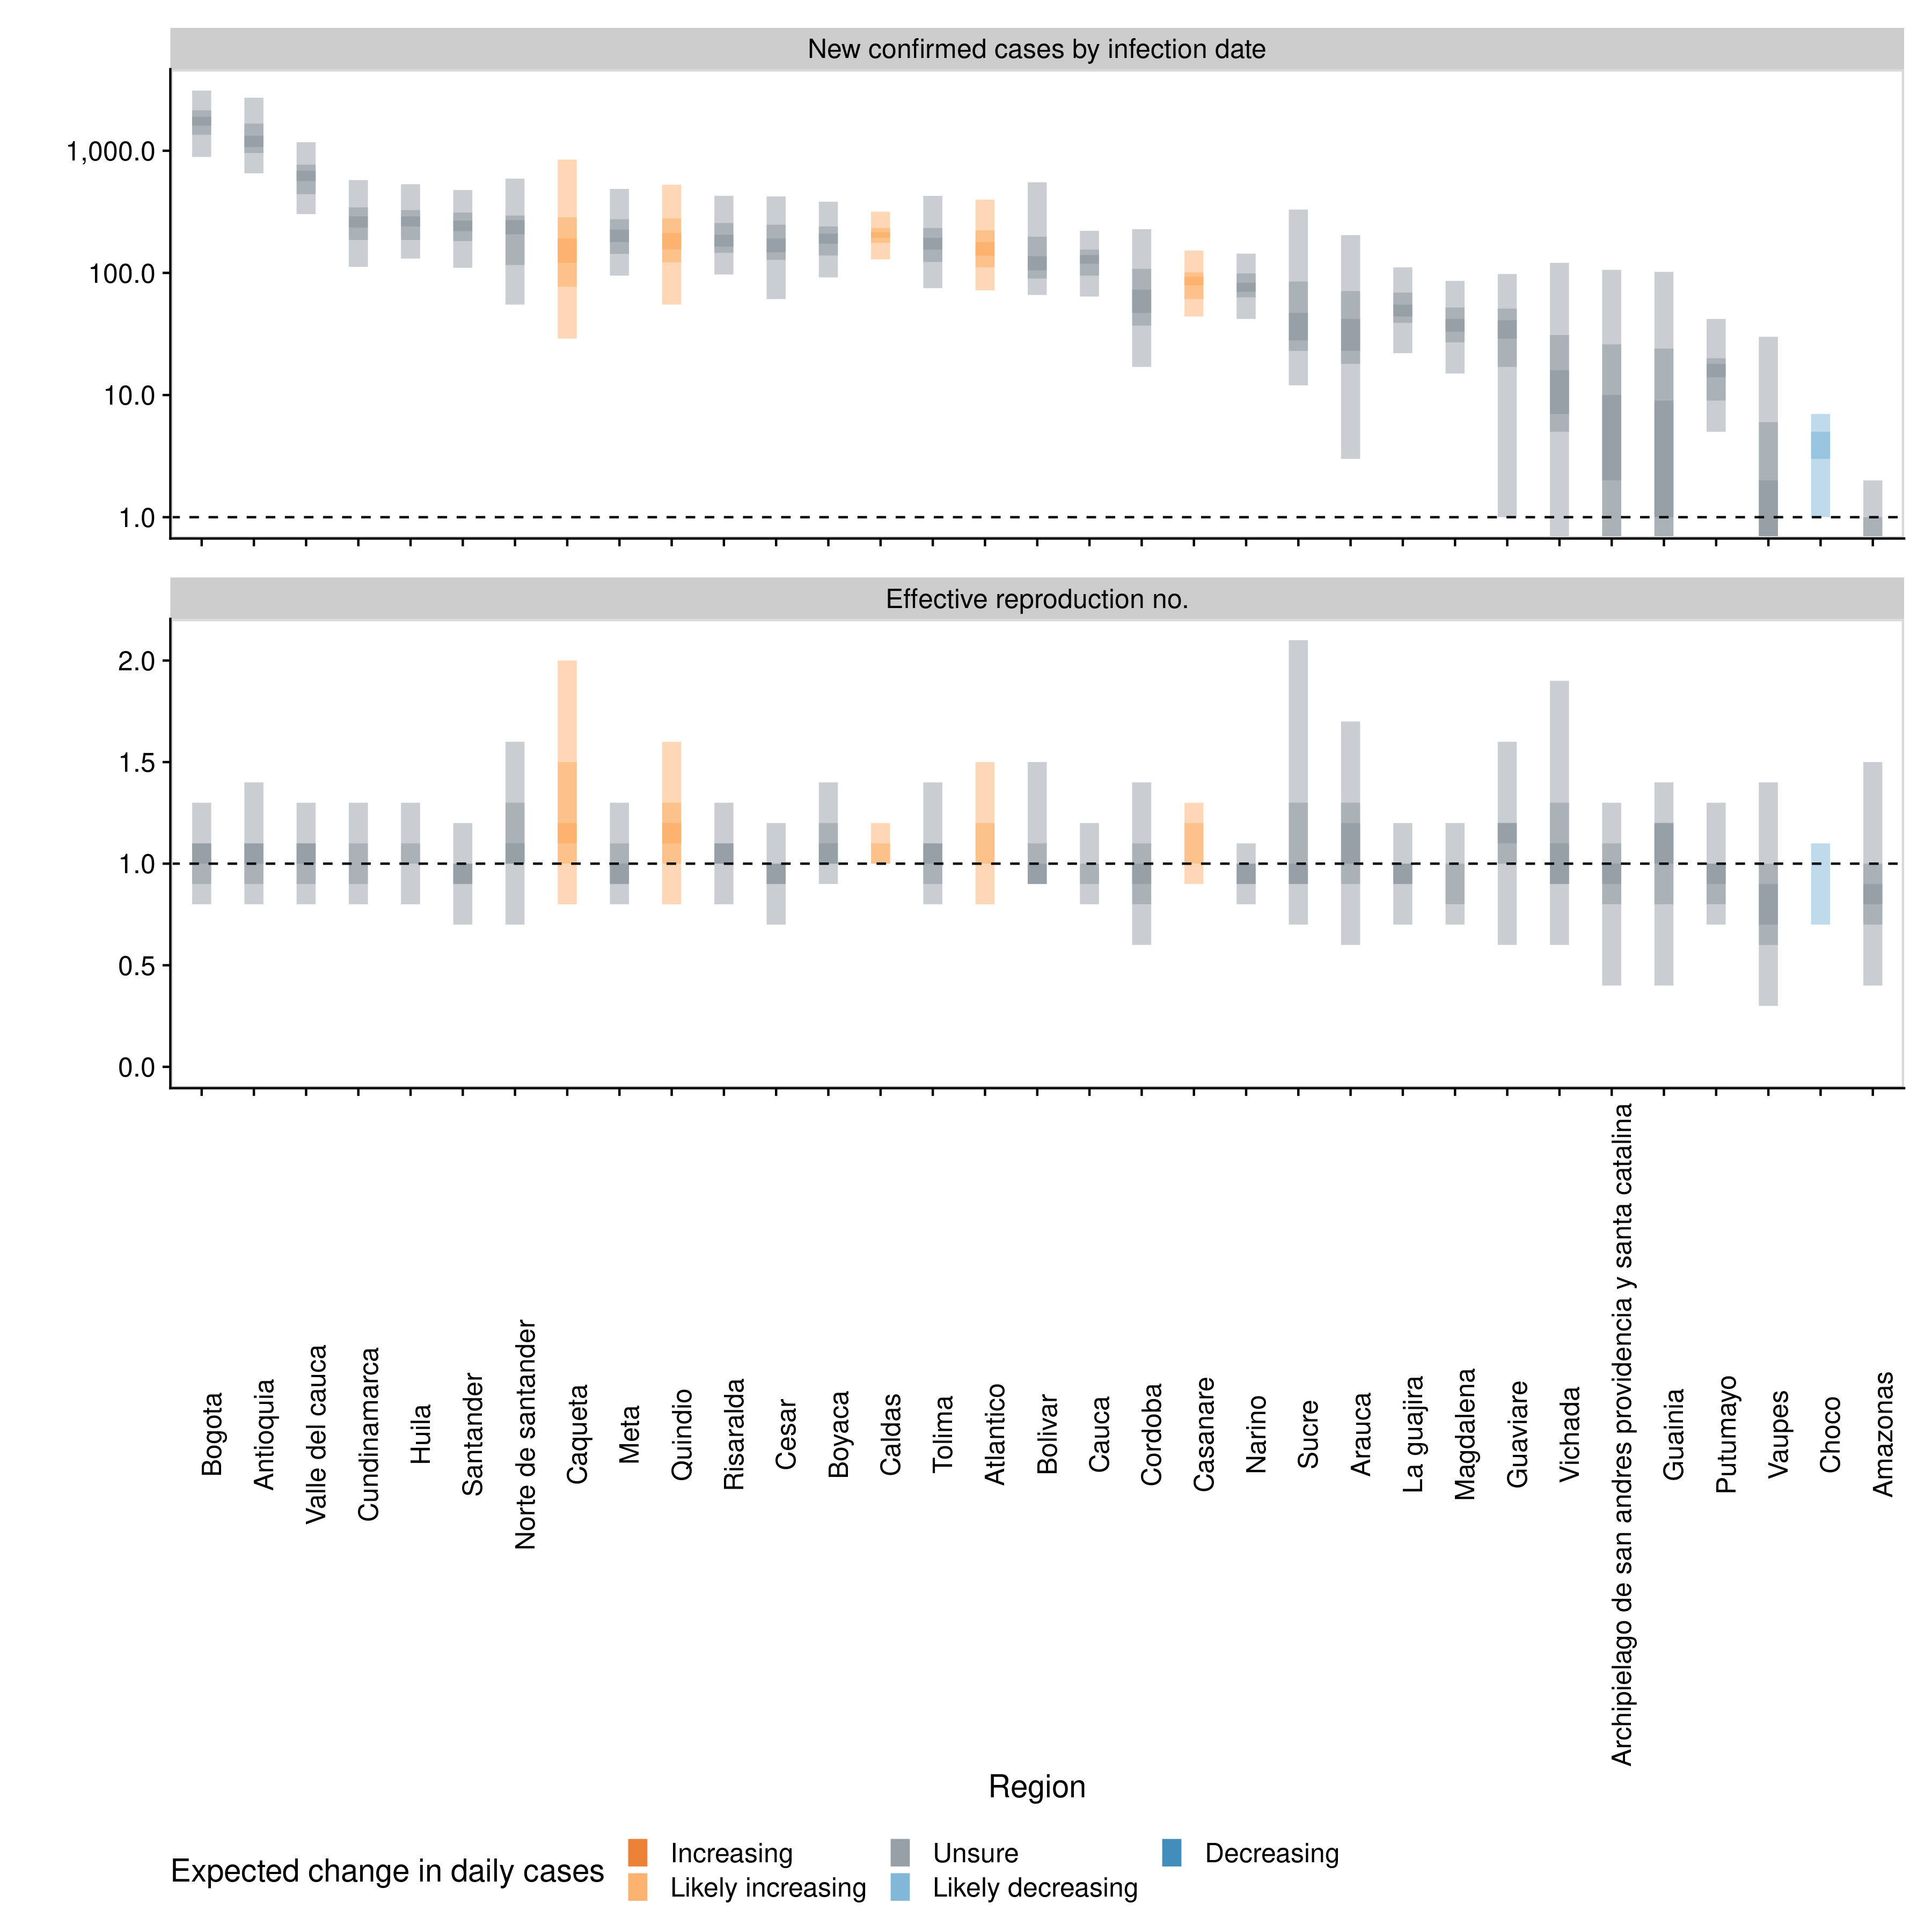 New confirmed cases by infection date
1,000.0
100.0
10.0
1.0
Effective reproduction no.
2.0
1.5
1.0
0.5
0.0
Bogota
Antioquia
Valle del cauca
Cundinamarca
Huila
Santander
Norte de santander
Caqueta
Meta
Quindio
Risaralda
Cesar
Boyaca
Caldas
Tolima
Atlantico
Bolivar
Cauca
Cordoba
Casanare
Narino
Sucre
Arauca
La guajira
Magdalena
Guaviare
Vichada
Archipielago de san andres providencia y santa catalina
Guainia
Putumayo
Vaupes
Choco
Amazonas
Region
Expected change in daily cases
Increasing
Likely increasing
Unsure
Likely decreasing
Decreasing